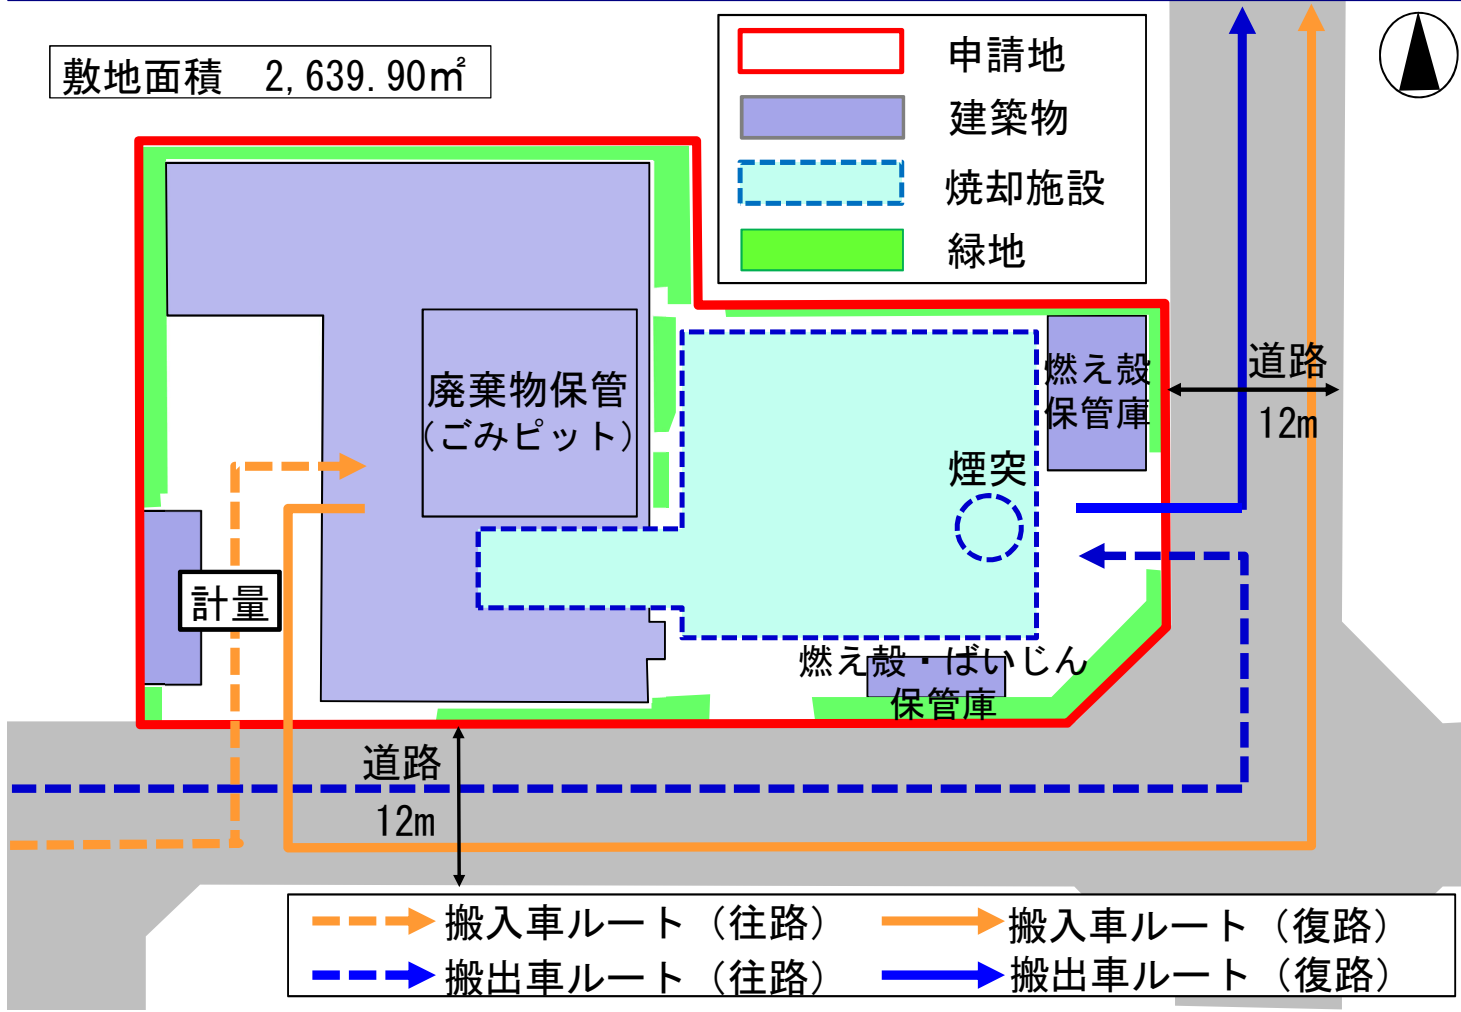 敷地面積　2,639.90㎡
申請地
建築物
焼却施設
緑地
廃棄物保管
(ごみピット)
燃え殻
保管庫
道路
12m
煙突
計量
燃え殻・ばいじん
保管庫
道路
12m
搬入車ルート（往路）
搬入車ルート（復路）
搬出車ルート（往路）
搬出車ルート（復路）